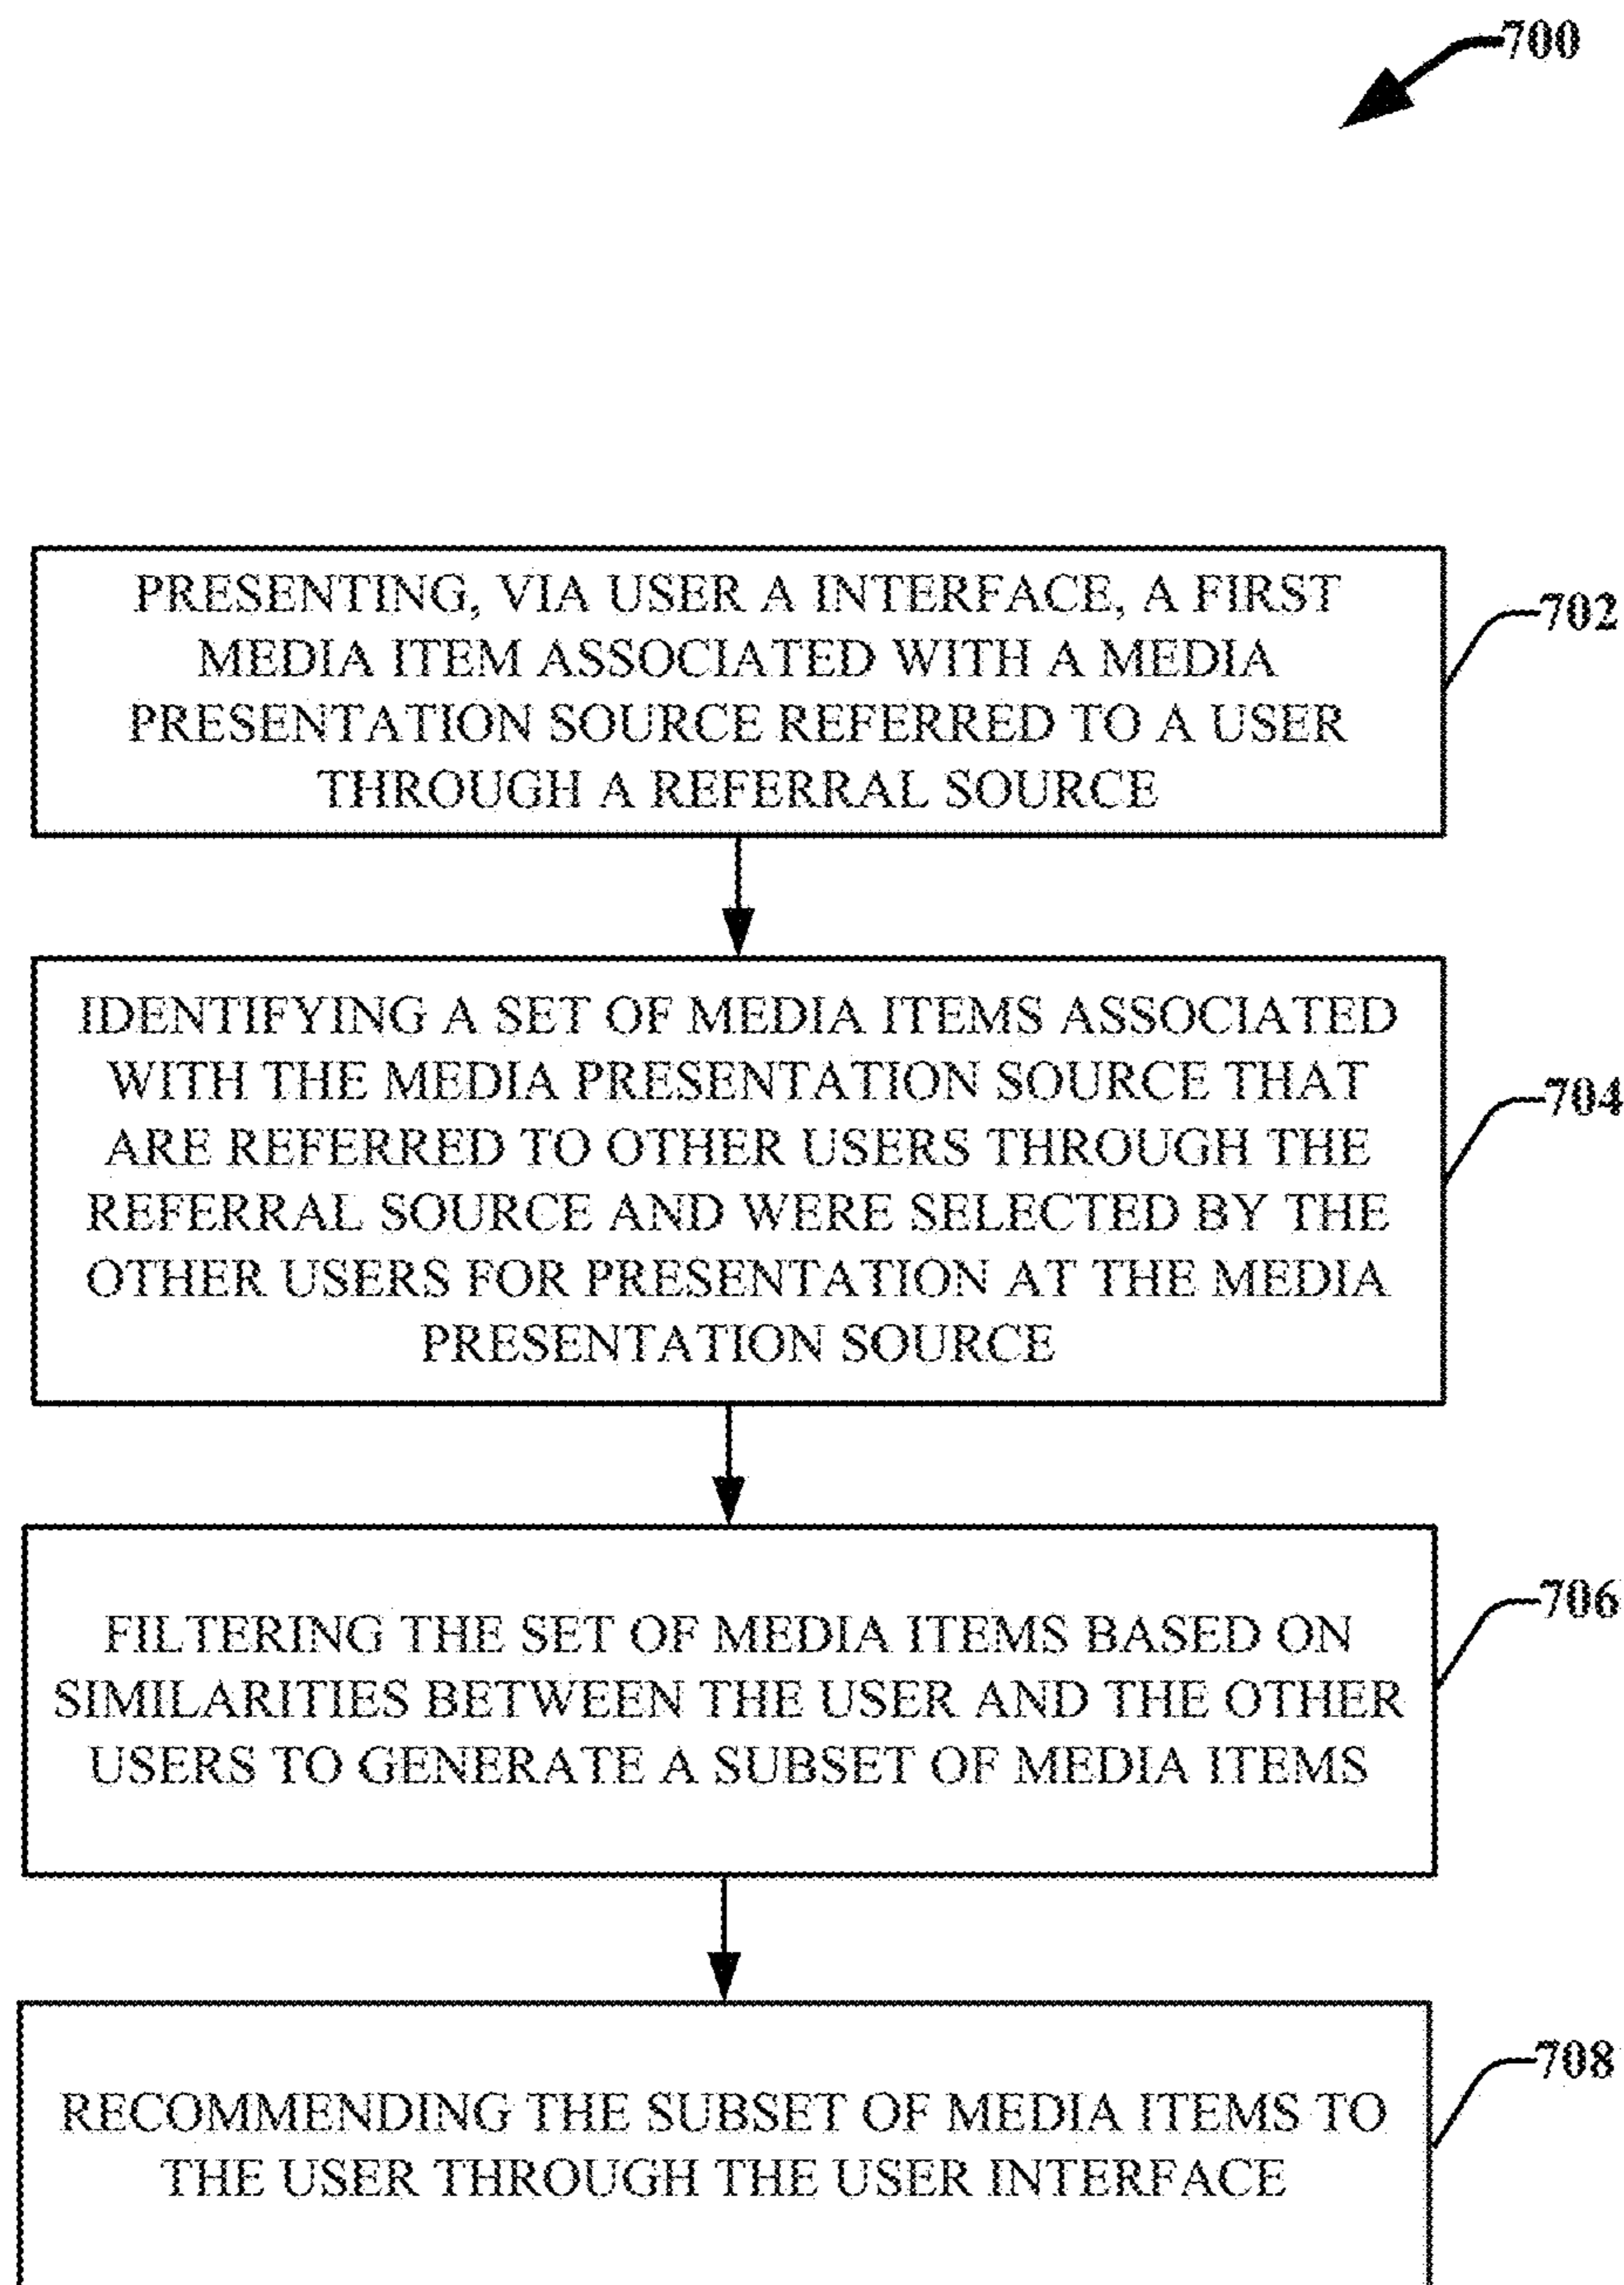 700
PRESENTING, VIA USER A INTERFACE, A FIRST
MEDIA ITEM ASSOCIATED WITH A MEDIA
PRESENTATION SOURCE REFERRED TO A USER
THROUGH A REFERRAL SOURCE
702
IDENTIFYING A SET OF MEDIA ITEMS ASSOCIATED
WITH THE MEDIA PRESENTATION SOURCE THAT
ARE REFERRED TO OTHER USERS THROUGH THE
REFERRAL SOURCE AND WERE SELECTED BY THE
OTHER USERS FOR PRESENTATION AT THE MEDIA
PRESENTATION SOURCE
704
FILTERING THE SET OF MEDIA ITEMS BASED ON
SIMILARITIES BETWEEN THE USER AND THE OTHER
USERS TO GENERATE A SUBSET OF MEDIA ITEMS
706
RECOMMENDING THE SUBSET OF MEDIA ITEMS TO
THE USER THROUGH THE USER INTERFACE
708